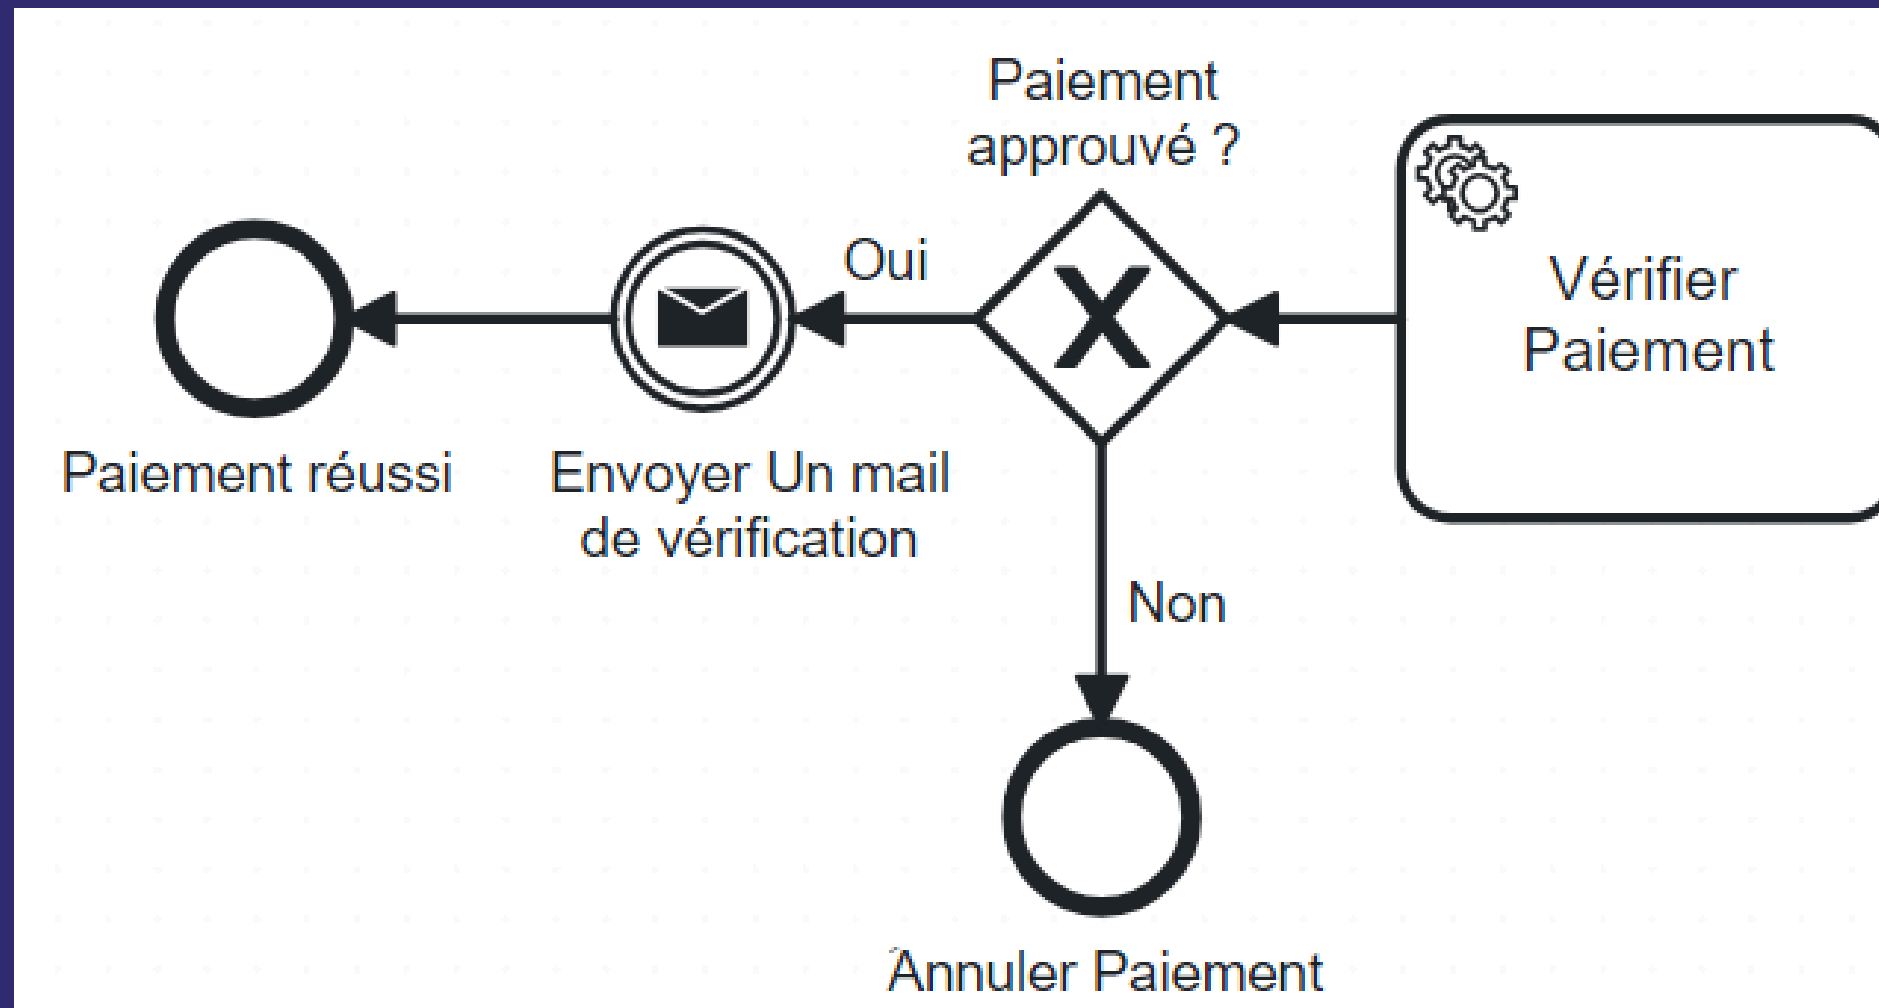 Paiement
approuvé ?
Oui
Vérifier
Paiement
Paiement réussi
Envoyer Un mail
de vérification
Non
Annuler Paiement